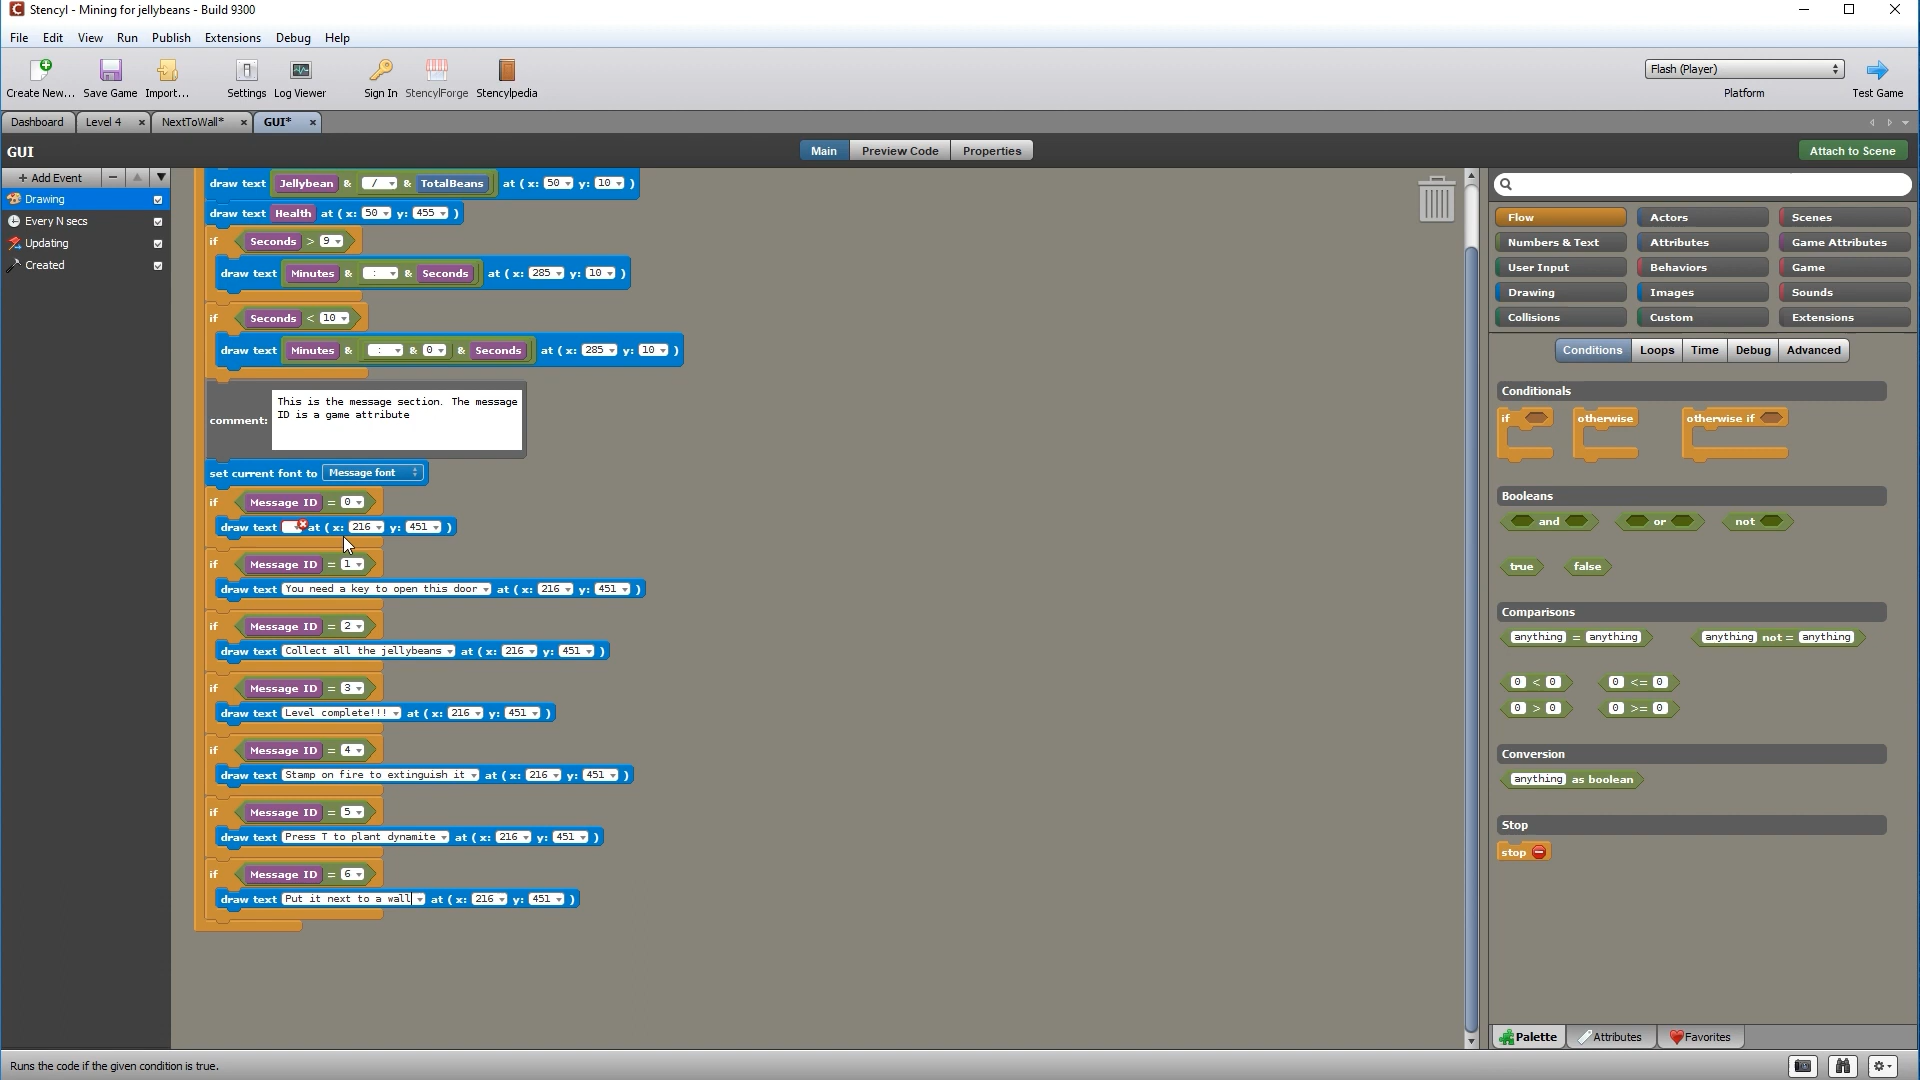 Stencyl - Mining for jellybeans - Build 9300
File Edit View Run Publish Extensions Debug Help
Create New... Save Game Import... Settings Log Viewer Sign In StencylForge Stencylpedia
Flash (Player)
Platform Test Game
Dashboard Level 4 NextToWall* GUI*
GUI Main Preview Code Properties Attach to Scene
+ Add Event
Drawing
Every N secs
Updating
Created
draw text Jellybean & / & TotalBeans at ( x: 50 y: 10 )
draw text Health at ( x: 50 y: 455 )
if Seconds > 9
draw text Minutes & : & Seconds at ( x: 285 y: 10 )
if Seconds < 10
draw text Minutes & : & 0 & Seconds at ( x: 285 y: 10 )
comment: This is the message section. The message
ID is a game attribute
set current font to Message font
if Message ID = 0
draw text at ( x: 216 y: 451 )
if Message ID = 1
draw text You need a key to open this door at ( x: 216 y: 451 )
if Message ID = 2
draw text Collect all the jellybeans at ( x: 216 y: 451 )
if Message ID = 3
draw text Level complete!!! at ( x: 216 y: 451 )
if Message ID = 4
draw text Stamp on fire to extinguish it at ( x: 216 y: 451 )
if Message ID = 5
draw text Press T to plant dynamite at ( x: 216 y: 451 )
if Message ID = 6
draw text Put it next to a wall at ( x: 216 y: 451 )
Flow Actors Scenes
Numbers & Text Attributes Game Attributes
User Input Behaviors Game
Drawing Images Sounds
Collisions Custom Extensions
Conditions Loops Time Debug Advanced
Conditionals
if otherwise otherwise if
Booleans
and or not
true false
Comparisons
anything = anything anything not = anything
0 < 0 0 <= 0
0 > 0 0 >= 0
Conversion
anything as boolean
Stop
stop
Palette Attributes Favorites
Runs the code if the given condition is true.